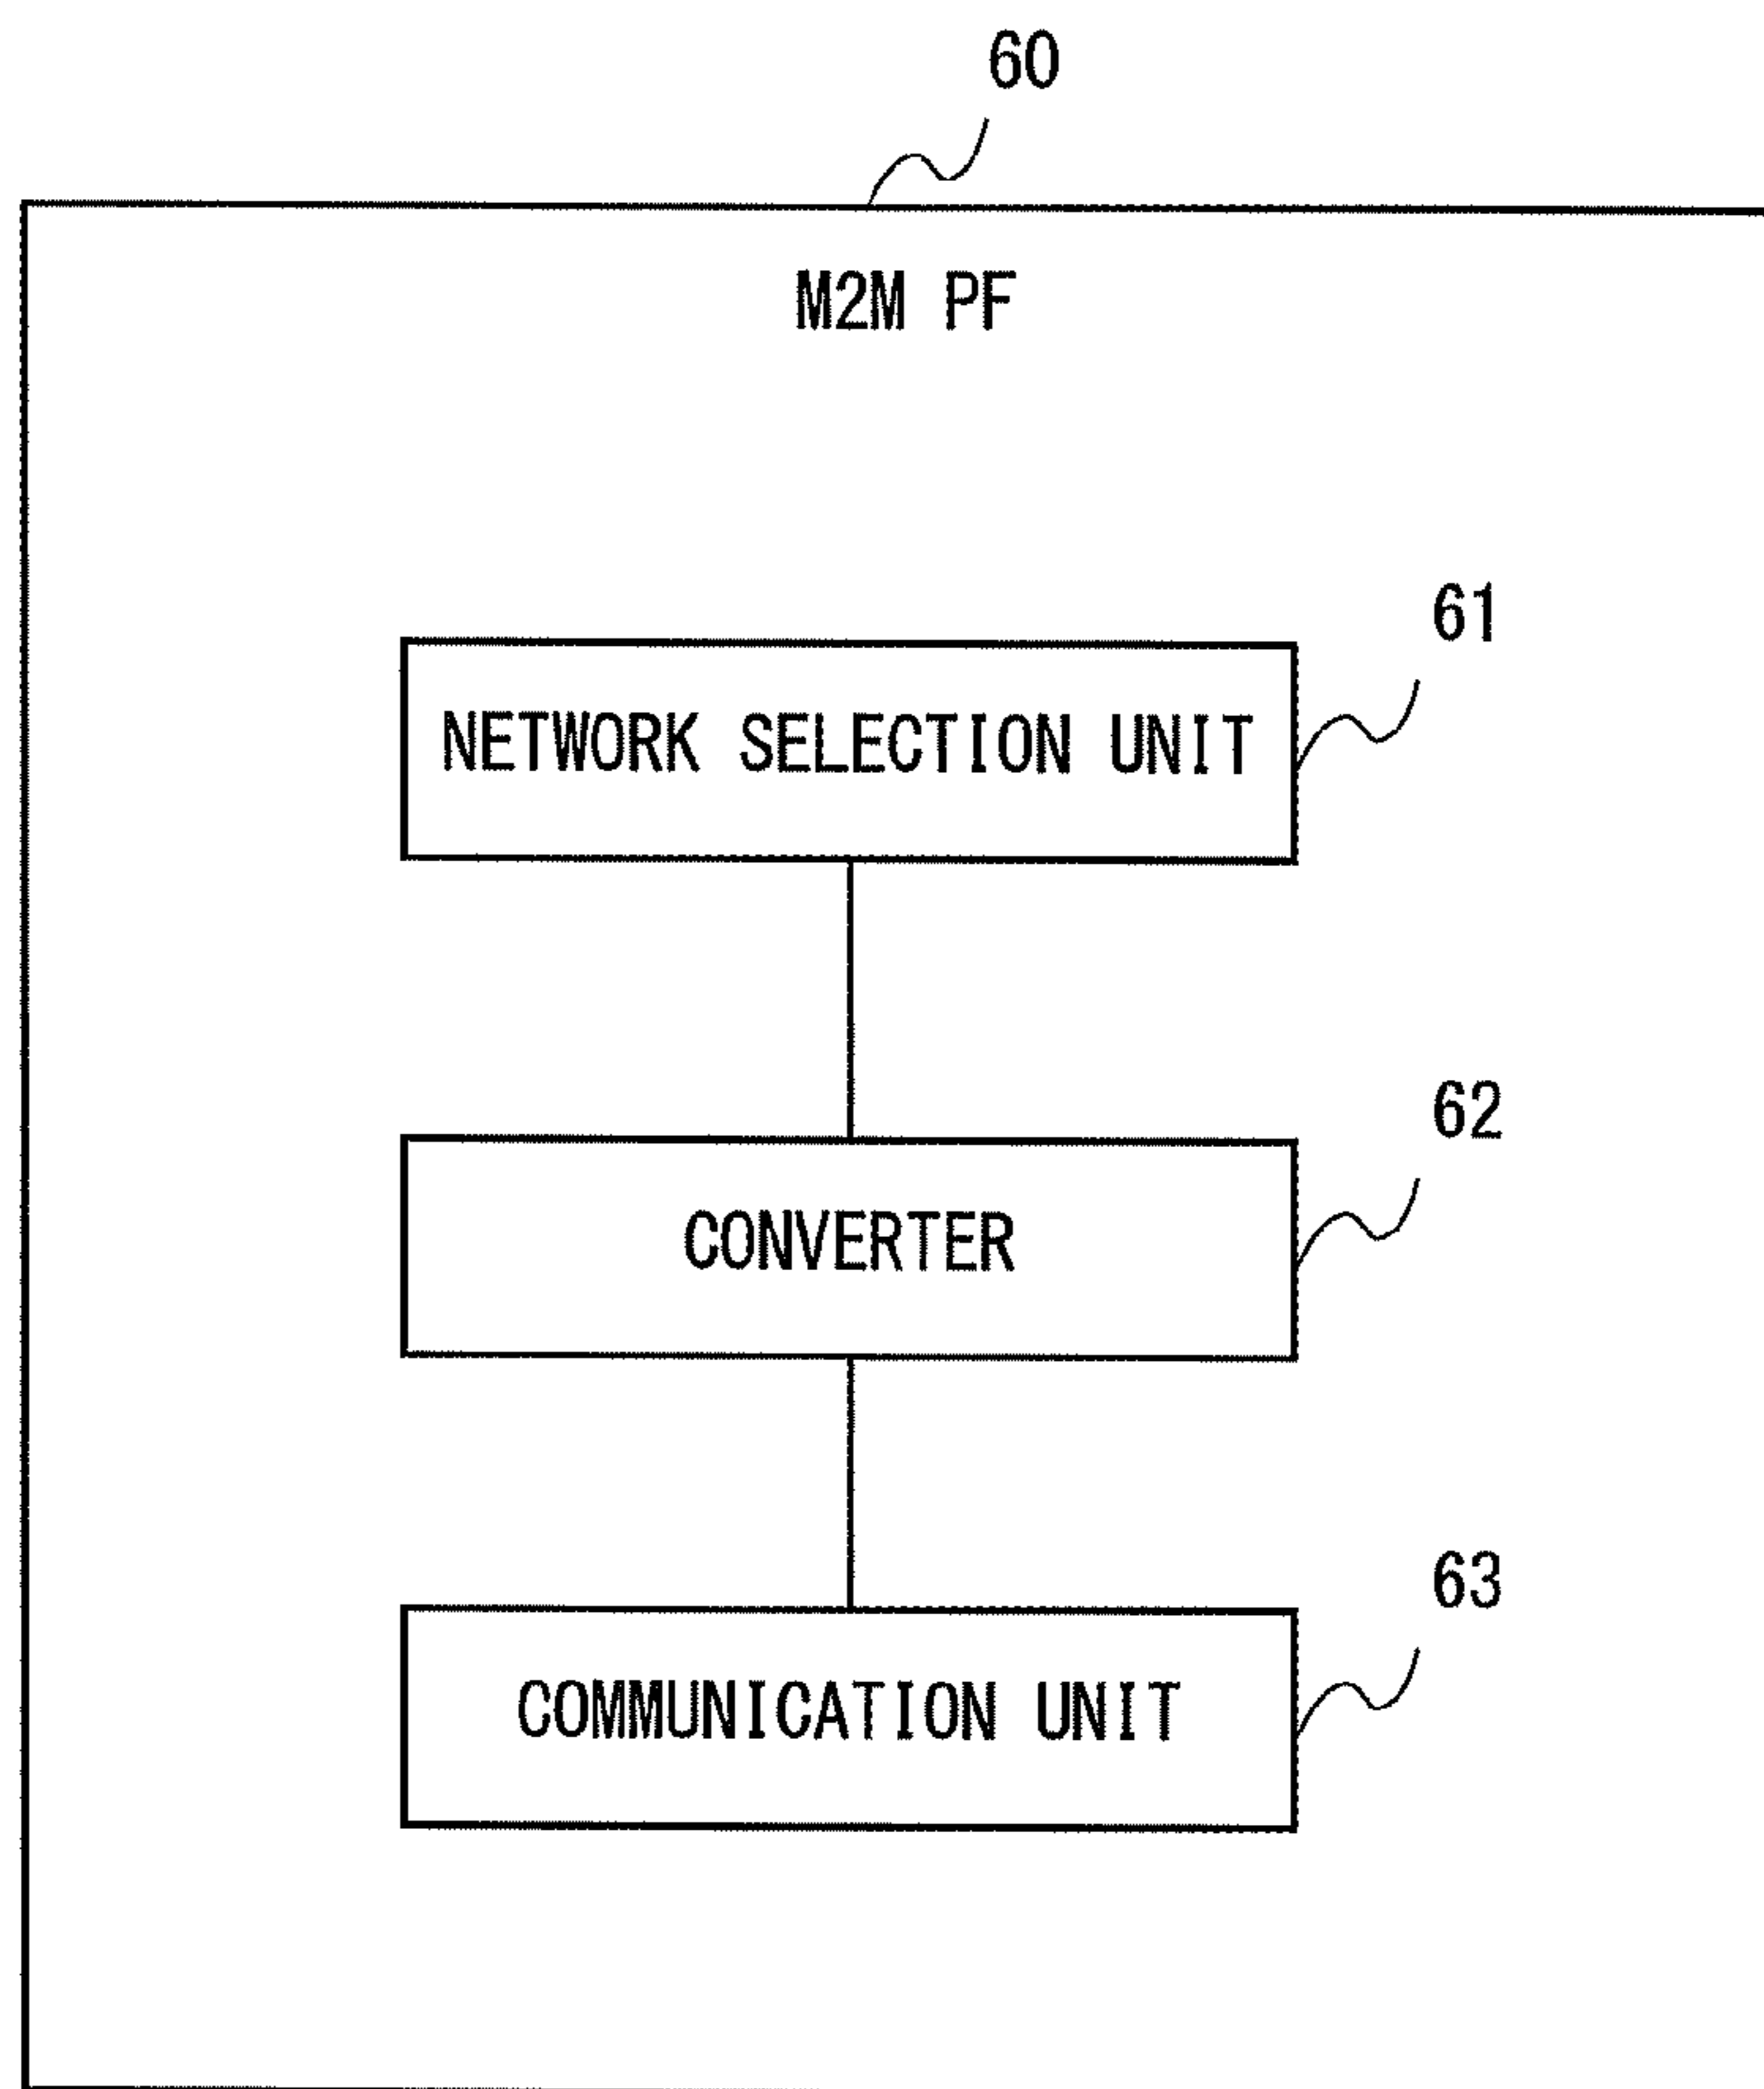 60
M2M PF
61
NETWORK SELECTION UNIT
62
CONVERTER
63
COMMUNICATION UNIT